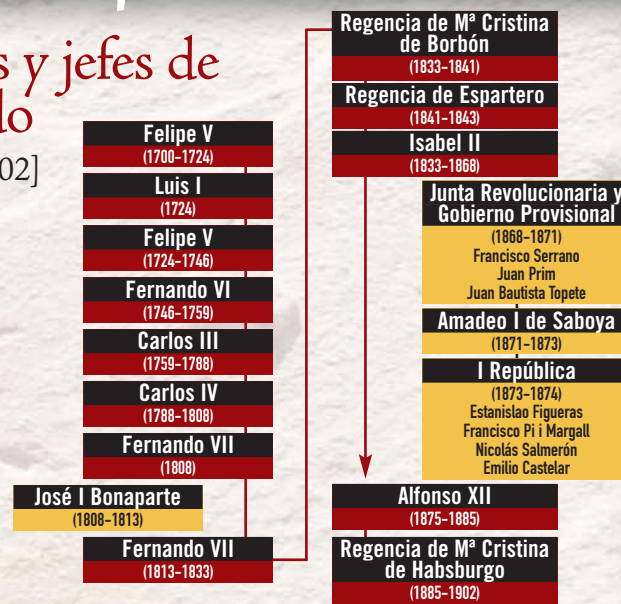 s y jefes de
do
02]
Felipe V
(1700-1724)
Luis I
(1724)
Felipe V
(1724-1746)
Fernando VI
(1746-1759)
Carlos III
(1759-1788)
Carlos IV
(1788-1808)
Fernando VII
(1808)
José I Bonaparte
(1808-1813)
Fernando VII
(1813-1833)
Regencia de Mª Cristina
de Borbón
(1833-1841)
Regencia de Espartero
(1841-1843)
Isabel II
(1833-1868)
Junta Revolucionaria y
Gobierno Provisional
(1868-1871)
Francisco Serrano
Juan Prim
Juan Bautista Topete
Amadeo I de Saboya
(1871-1873)
I República
(1873-1874)
Estanislao Figueras
Francisco Pi i Margall
Nicolás Salmerón
Emilio Castelar
Alfonso XII
(1875-1885)
Regencia de Mª Cristina
de Habsburgo
(1885-1902)